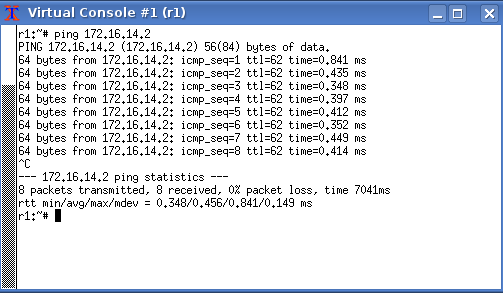 Virtual Console #1 (r1)
r1:~# ping 172.16.14.2
PING 172.16.14.2 (172.16.14.2) 56(84) bytes of data.
64 bytes from 172.16.14.2: icmp_seq=1 ttl=62 time=0.841 ms
64 bytes from 172.16.14.2: icmp_seq=2 ttl=62 time=0.435 ms
64 bytes from 172.16.14.2: icmp_seq=3 ttl=62 time=0.348 ms
64 bytes from 172.16.14.2: icmp_seq=4 ttl=62 time=0.397 ms
64 bytes from 172.16.14.2: icmp_seq=5 ttl=62 time=0.412 ms
64 bytes from 172.16.14.2: icmp_seq=6 ttl=62 time=0.352 ms
64 bytes from 172.16.14.2: icmp_seq=7 ttl=62 time=0.449 ms
64 bytes from 172.16.14.2: icmp_seq=8 ttl=62 time=0.414 ms
^C
--- 172.16.14.2 ping statistics ---
8 packets transmitted, 8 received, 0% packet loss, time 7041ms
rtt min/avg/max/mdev = 0.348/0.456/0.841/0.149 ms
r1:~#